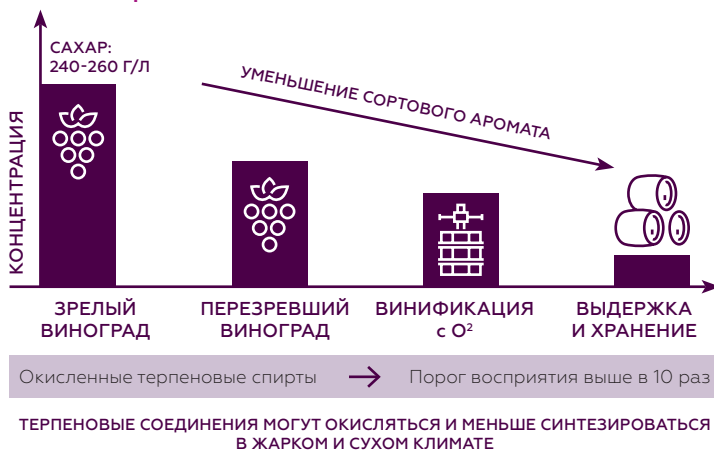 САХАР:
240-260 Г/Л
УМЕНЬШЕНИЕ СОРТОВОГО АРОМАТА
КОНЦЕНТРАЦИЯ
ЗРЕЛЫЙ
ВИНОГРАД
ПЕРЕЗРЕВШИЙ
ВИНОГРАД
ВИНИФИКАЦИЯ
с О²
ВЫДЕРЖКА
И ХРАНЕНИЕ
Окисленные терпеновые спирты → Порог восприятия выше в 10 раз
ТЕРПЕНОВЫЕ СОЕДИНЕНИЯ МОГУТ ОКИСЛЯТЬСЯ И МЕНЬШЕ СИНТЕЗИРОВАТЬСЯ
В ЖАРКОМ И СУХОМ КЛИМАТЕ